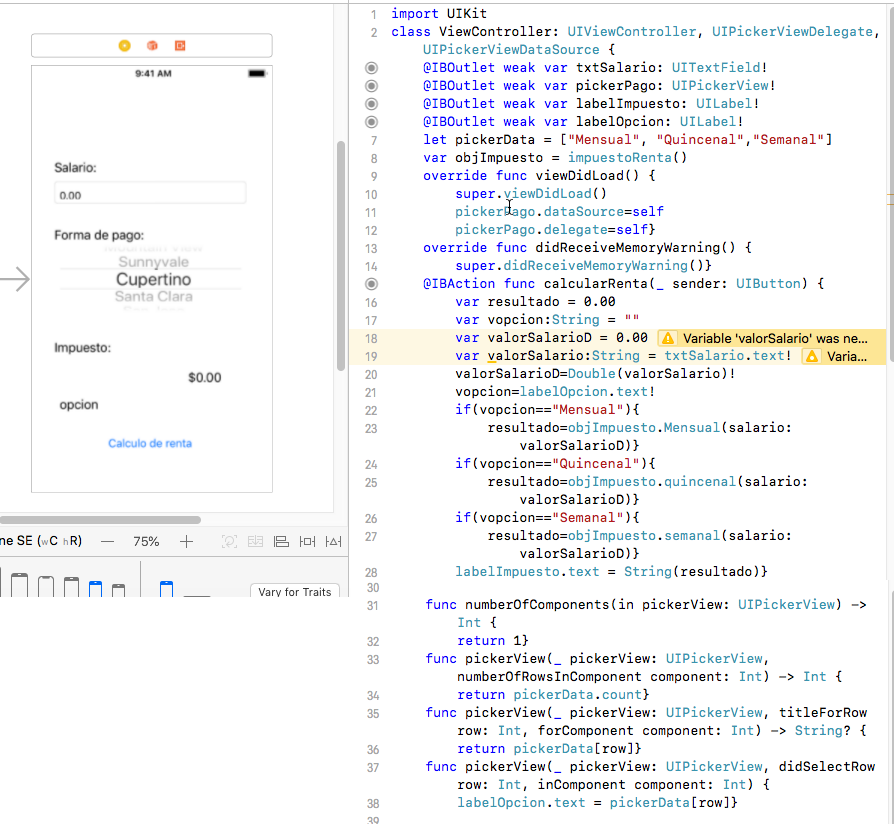 9:41 AM
Salario:
0.00
Forma de pago:
Mountain View
Sunnyvale
Cupertino
Santa Clara
San Jose
Impuesto:
$0.00
opcion
Calculo de renta
ne SE (wC hR)
75%
Vary for Traits
1 import UIKit
2 class ViewController: UIViewController, UIPickerViewDelegate,
UIPickerViewDataSource {
@IBOutlet weak var txtSalario: UITextField!
@IBOutlet weak var pickerPago: UIPickerView!
@IBOutlet weak var labelImpuesto: UILabel!
@IBOutlet weak var labelOpcion: UILabel!
7 let pickerData = ["Mensual", "Quincenal","Semanal"]
8 var objImpuesto = impuestoRenta()
9 override func viewDidLoad() {
10 super.viewDidLoad()
11 pickerPago.dataSource=self
12 pickerPago.delegate=self}
13 override func didReceiveMemoryWarning() {
14 super.didReceiveMemoryWarning()}
@IBAction func calcularRenta(_ sender: UIButton) {
16 var resultado = 0.00
17 var vopcion:String = ""
18 var valorSalarioD = 0.00 Variable 'valorSalario' was ne...
19 var valorSalario:String = txtSalario.text! Varia...
20 valorSalarioD=Double(valorSalario)!
21 vopcion=labelOpcion.text!
22 if(vopcion=="Mensual"){
23 resultado=objImpuesto.Mensual(salario:
valorSalarioD)}
24 if(vopcion=="Quincenal"){
25 resultado=objImpuesto.quincenal(salario:
valorSalarioD)}
26 if(vopcion=="Semanal"){
27 resultado=objImpuesto.semanal(salario:
valorSalarioD)}
28 labelImpuesto.text = String(resultado)}
30
31 func numberOfComponents(in pickerView: UIPickerView) ->
Int {
32 return 1}
33 func pickerView(_ pickerView: UIPickerView,
numberOfRowsInComponent component: Int) -> Int {
34 return pickerData.count}
35 func pickerView(_ pickerView: UIPickerView, titleForRow
row: Int, forComponent component: Int) -> String? {
36 return pickerData[row]}
37 func pickerView(_ pickerView: UIPickerView, didSelectRow
row: Int, inComponent component: Int) {
38 labelOpcion.text = pickerData[row]}
39